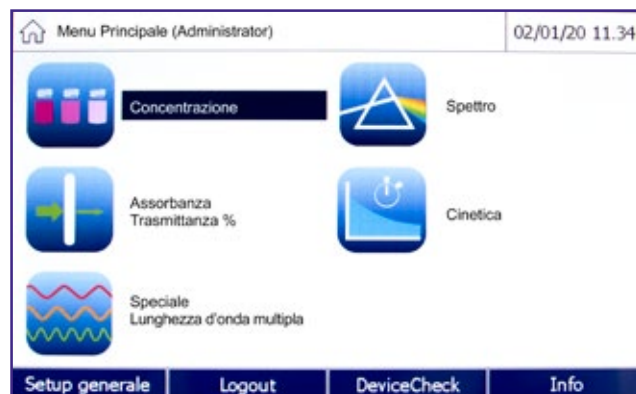 Menu Principale (Administrator)
02/01/20 11.34
Concentrazione
Spettro
Assorbanza
Trasmittanza %
Cinetica
Speciale
Lunghezza d'onda multipla
Setup generale
Logout
DeviceCheck
Info